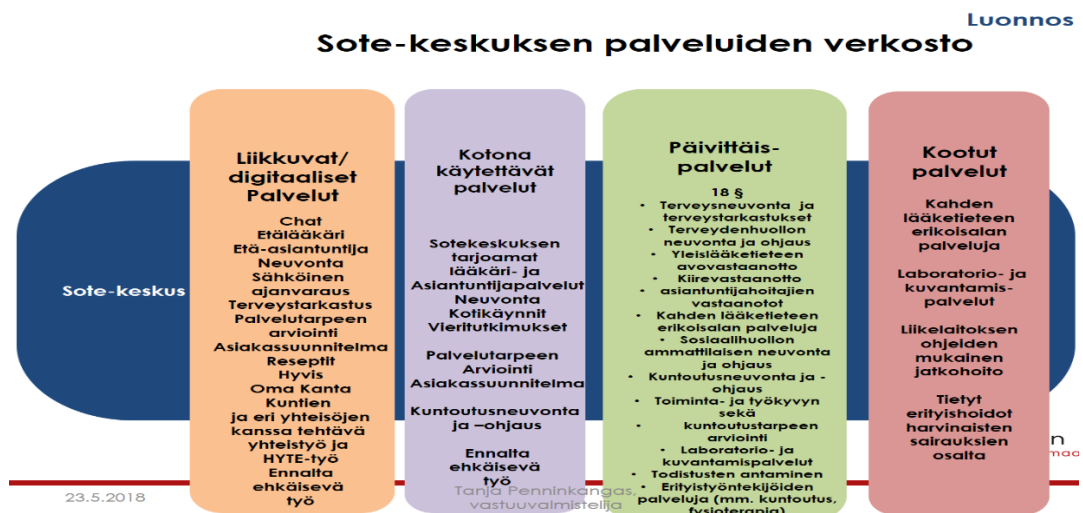 Luonnos
Sote-keskuksen palveluiden verkosto
Sote-keskus
Liikkuvat/
digitaaliset
Palvelut
Chat
Etälääkäri
Etä-asiantuntija
Neuvonta
Sähköinen
ajanvaraus
Terveystarkastus
Palvelutarpeen
arviointi
Asiakassuunnitelma
Reseptit
Hyvis
Oma Kanta
Kuntien
ja eri yhteisöjen
kanssa tehtävä
yhteistyö ja
HYTE-työ
Ennalta
ehkäisevä
työ
Kotona
käytettävät
palvelut
Sotekeskuksen
tarjoamat
lääkäri- ja
Asiantuntijapalvelut
Neuvonta
Kotikäynnit
Vieritutkimukset
Palvelutarpeen
Arviointi
Asiakassuunnitelma
Kuntoutusneuvonta
ja –ohjaus
Ennalta
ehkäisevä
työ
Päivittäis-
palvelut
18 §
• Terveysneuvonta ja
terveystarkastukset
• Terveydenhuollon
neuvonta ja ohjaus
• Yleislääketieteen
avovastaanotto
• Kiirevastaanotto
• asiantuntijahoitajien
vastaanotot
• Kahden lääketieteen
erikoisalan palveluja
• Sosiaalihuollon
ammattilaisen neuvonta
ja ohjaus
• Kuntoutusneuvonta ja -
ohjaus
• Toiminta- ja työkyvyn
sekä
• kuntoutustarpeen
arviointi
• Laboratorio- ja
kuvantamispalvelut
• Todistusten antaminen
• Erityistyöntekijöiden
palveluja (mm. kuntoutus,
fysioterapia)
Kootut
palvelut
Kahden
lääketieteen
erikoisalan
palveluja
Laboratorio- ja
kuvantamis-
palvelut
Liikelaitoksen
ohjeiden
mukainen
jatkohoito
Tietyt
erityishoidot
harvinaisten
sairauksien
osalta
n
maa
23.5.2018
Tanja Penninkangas,
vastuuvalmistelija